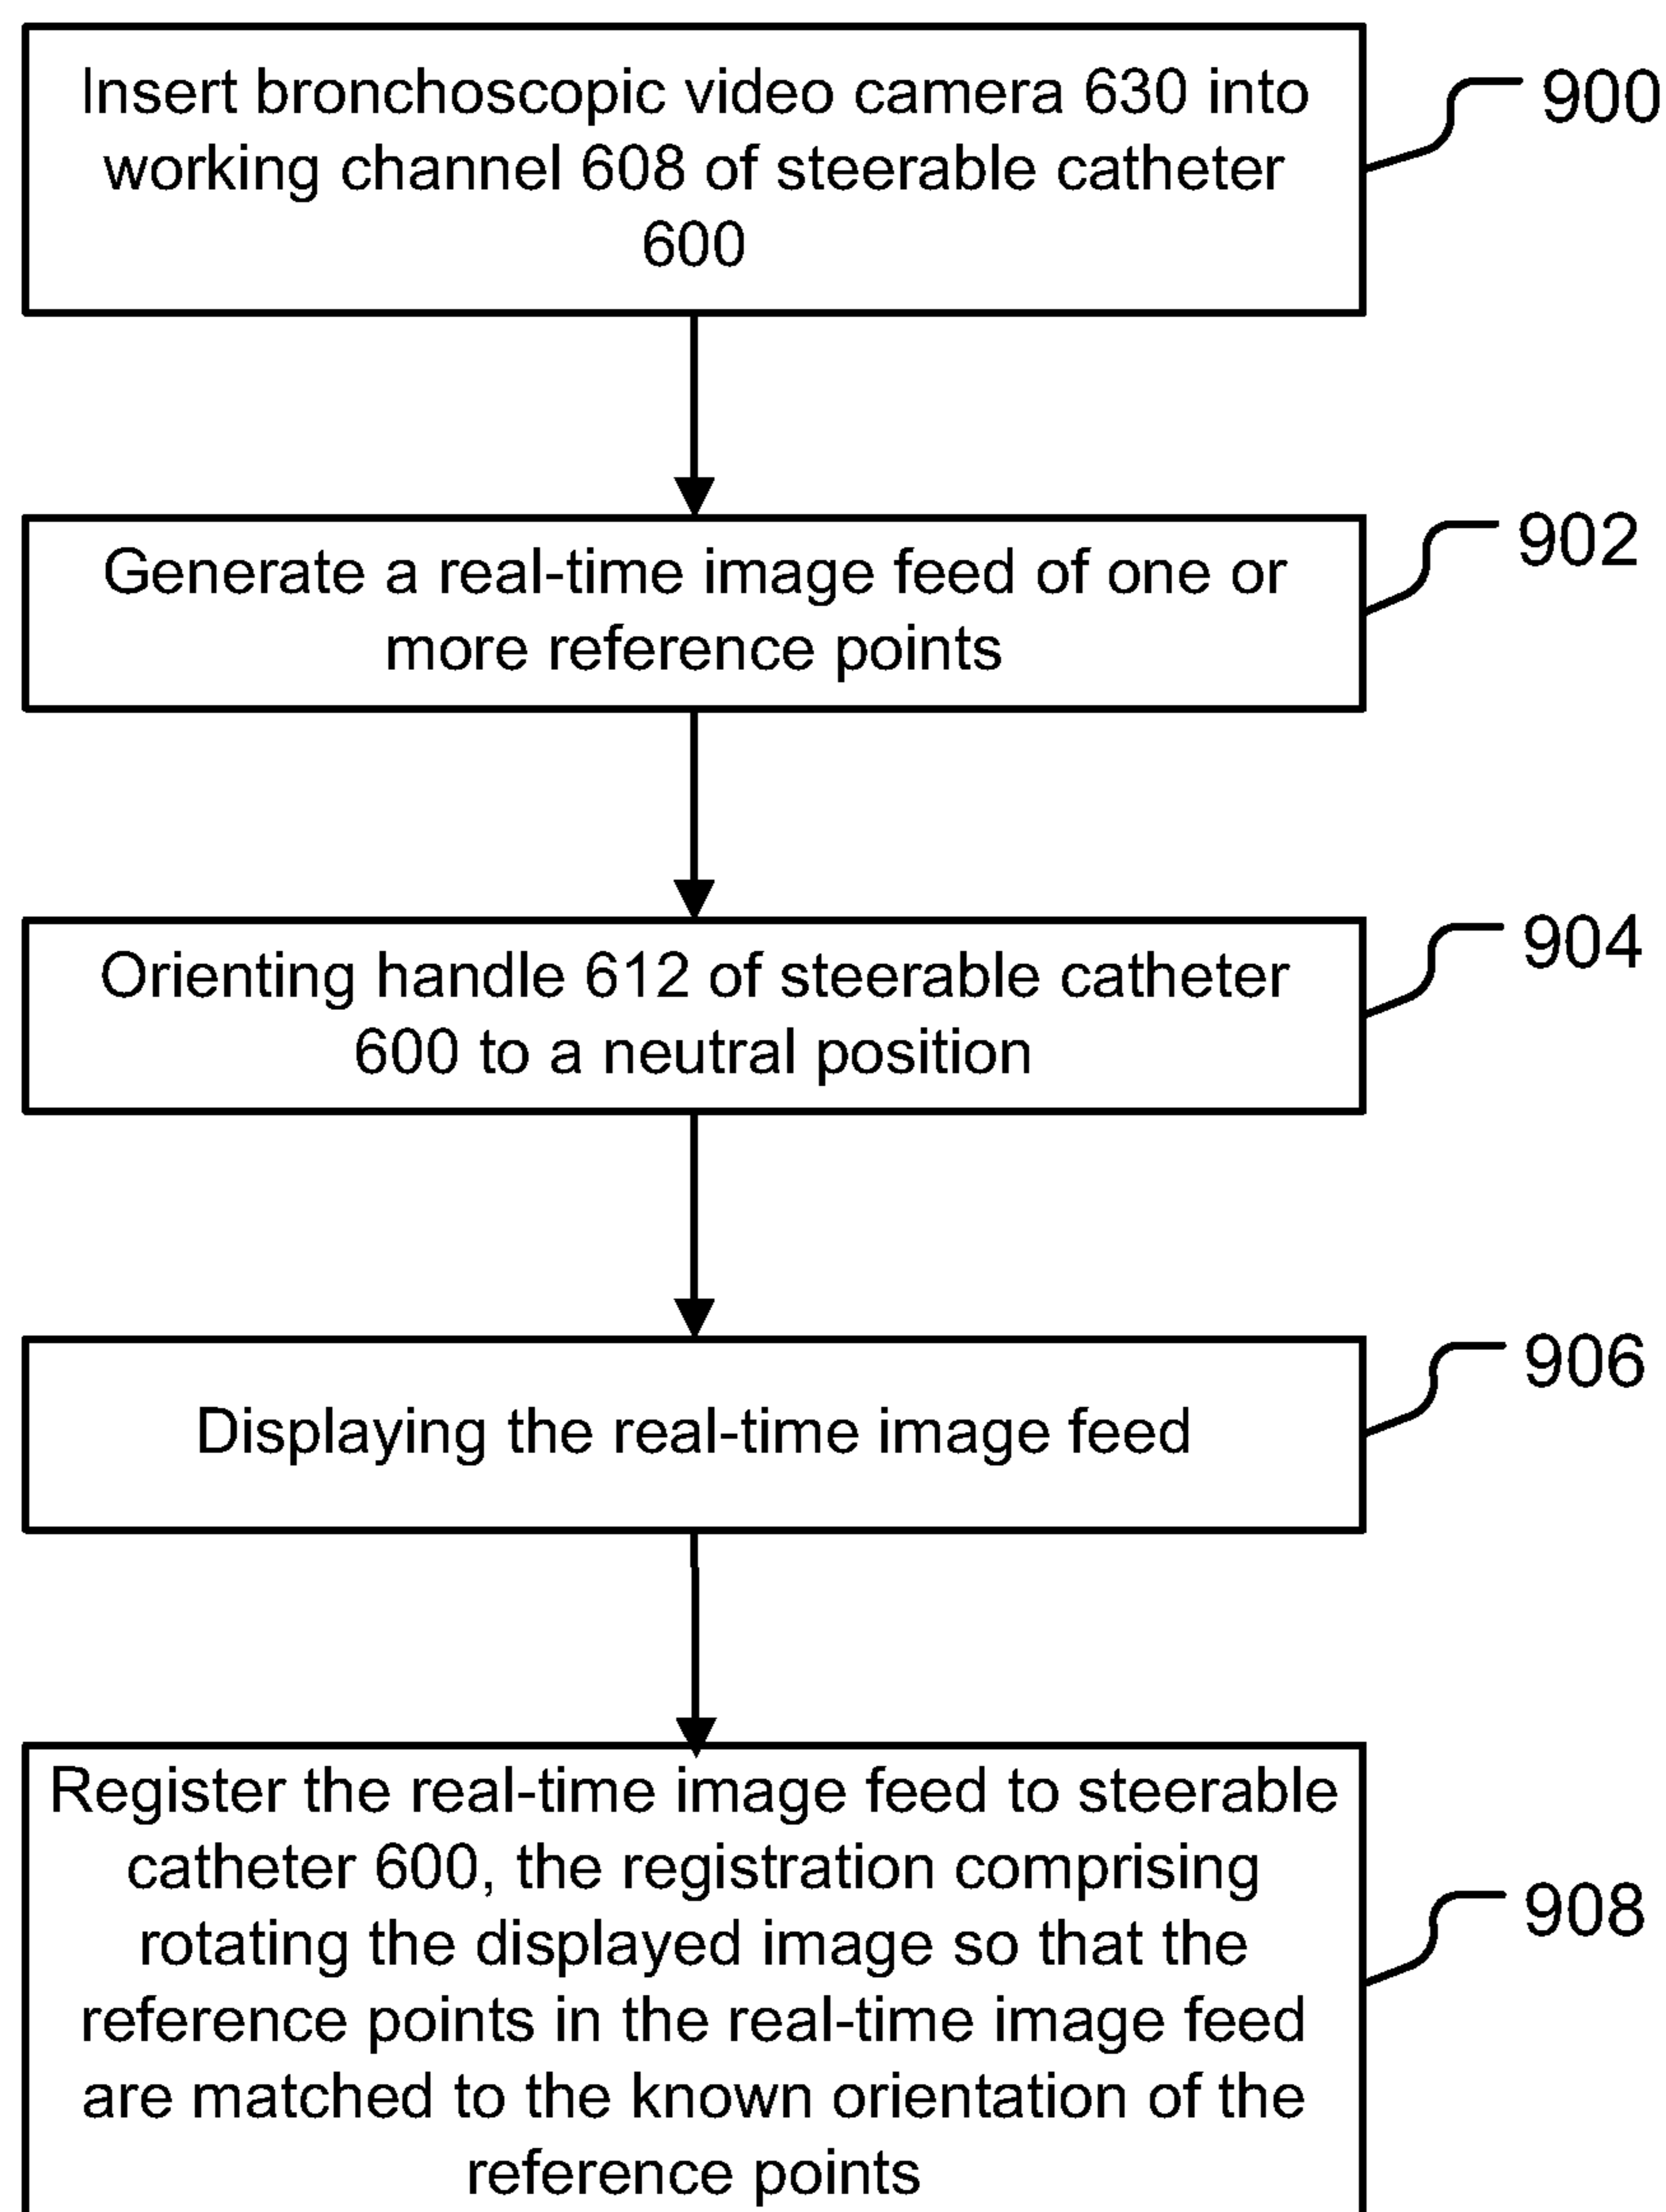 Insert bronchoscopic video camera 630 into
working channel 608 of steerable catheter
600
900
Generate a real-time image feed of one or
more reference points
902
Orienting handle 612 of steerable catheter
600 to a neutral position
904
Displaying the real-time image feed
906
Register the real-time image feed to steerable
catheter 600, the registration comprising
rotating the displayed image so that the
reference points in the real-time image feed
are matched to the known orientation of the
reference points
908